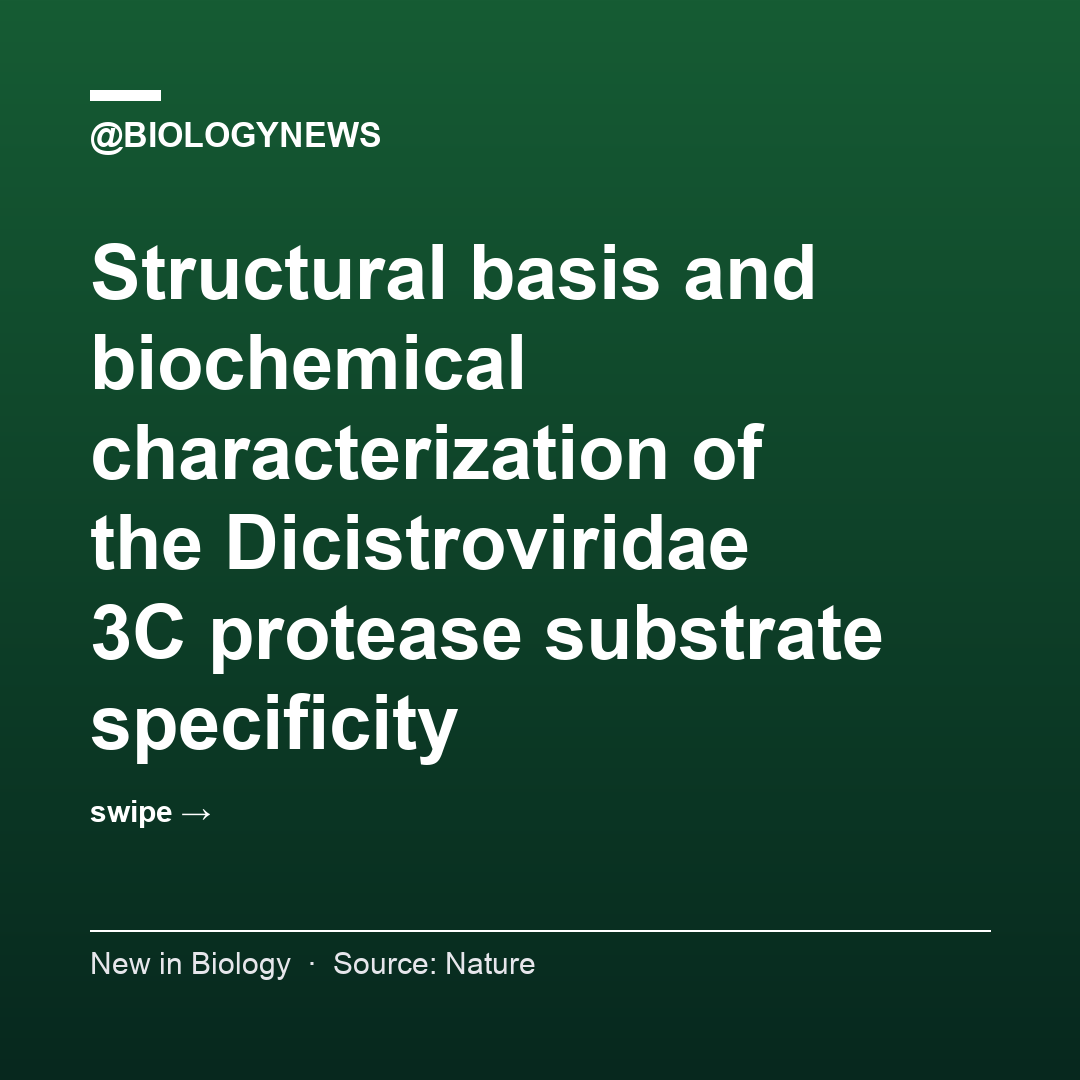 @BIOLOGYNEWS
Structural basis and
biochemical
characterization of
the Dicistroviridae
3C protease substrate
specificity
swipe →
New in Biology · Source: Nature